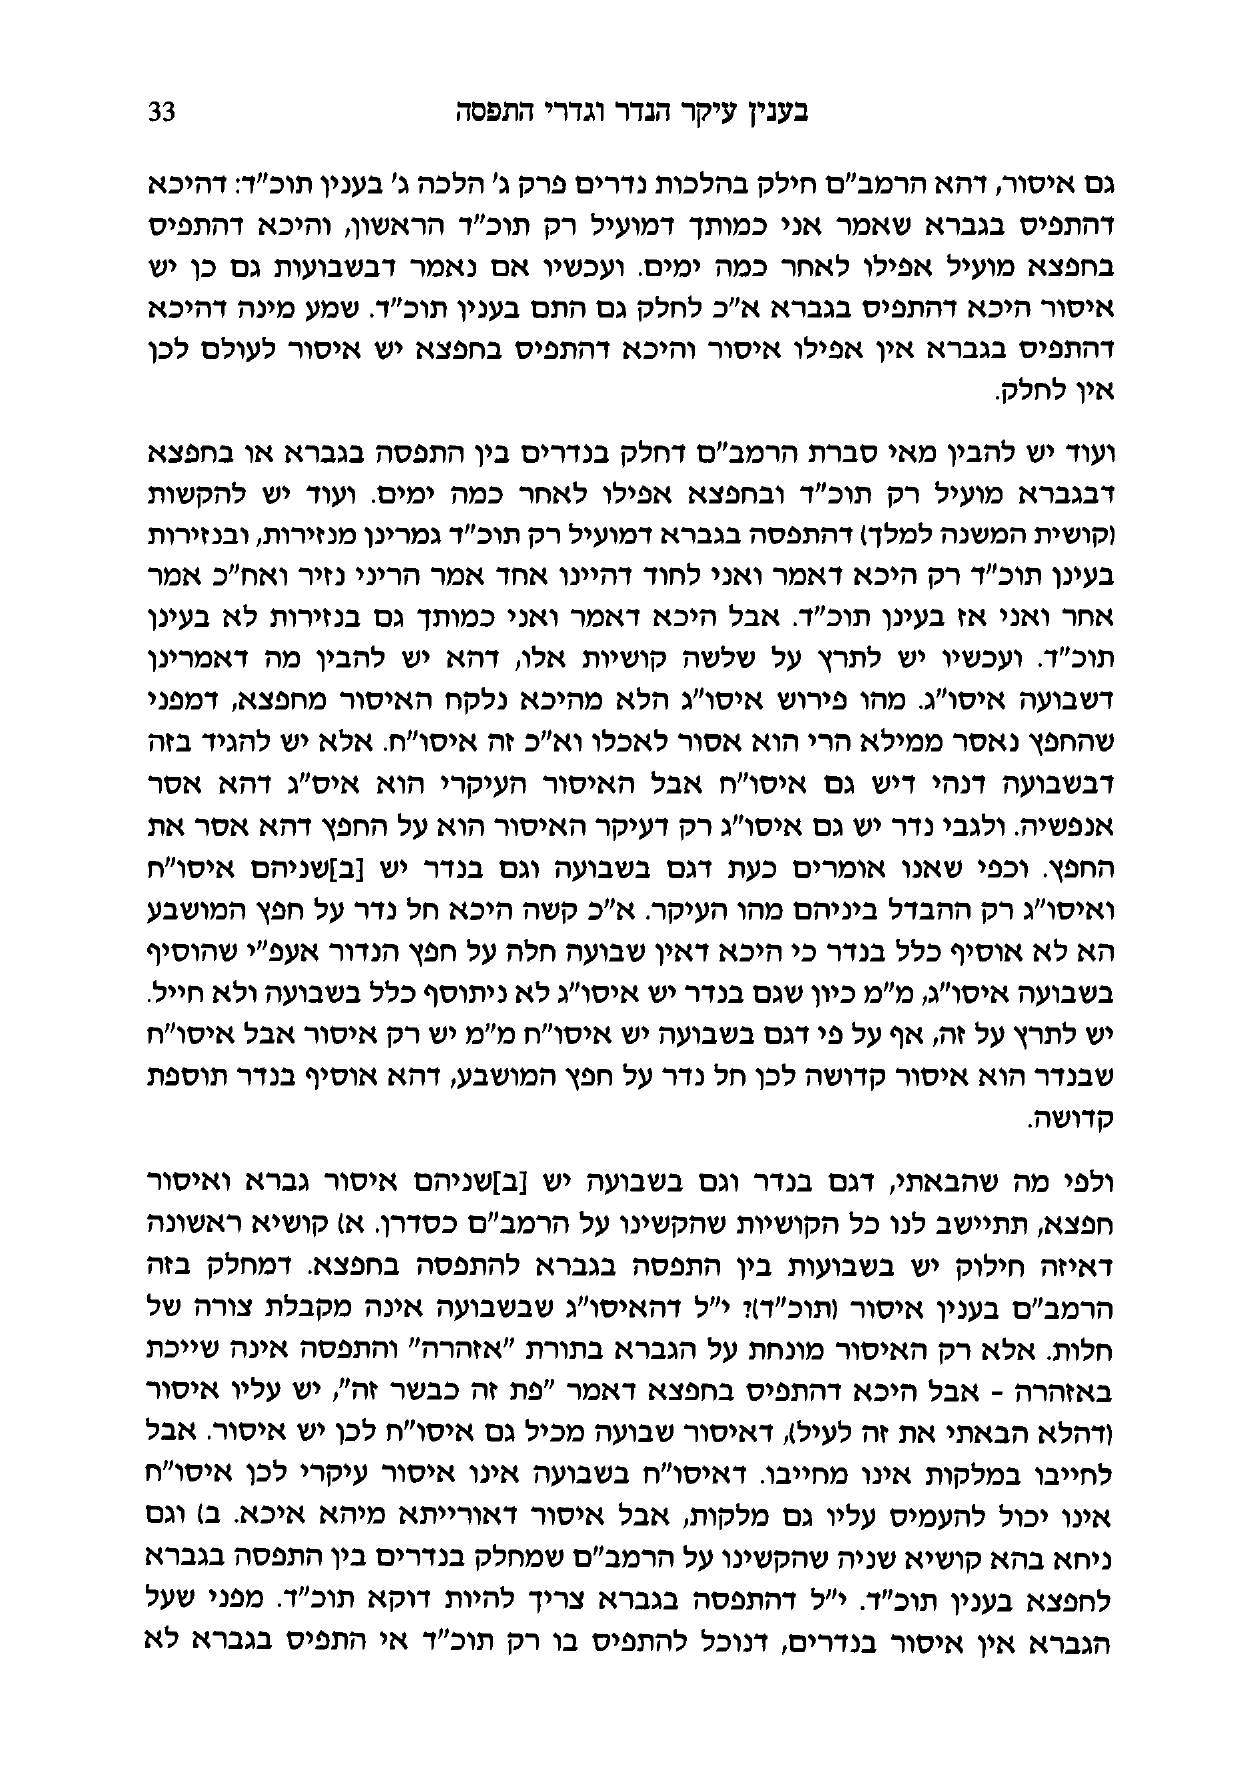 בענין עיקר הנדר וגדרי התפסה 33
גם איסור, דהא הרמב"ם חילק בהלכות נדרים פרק ג' הלכה ג' בענין תוכ"ד: דהיכא
דהתפיס בגברא שאמר אני כמותך דמועיל רק תוכ"ד הראשון, והיכא דהתפיס
בחפצא מועיל אפילו לאחר כמה ימים. ועכשיו אם נאמר דבשבועות גם כן יש
איסור היכא דהתפיס בגברא א"כ לחלק גם התם בענין תוכ"ד. שמע מינה דהיכא
דהתפיס בגברא אין אפילו איסור והיכא דהתפיס בחפצא יש איסור לעולם לכן
אין לחלק.
ועוד יש להבין מאי סברת הרמב"ם דחלק בנדרים בין התפסה בגברא או בחפצא
דבגברא מועיל רק תוכ"ד ובחפצא אפילו לאחר כמה ימים. ועוד יש להקשות
(קושית המשנה למלך) דהתפסה בגברא דמועיל רק תוכ"ד גמרינן מנזירות, ובנזירות
בעינן תוכ"ד רק היכא דאמר ואני לחוד דהיינו אחד אמר הריני נזיר ואח"כ אמר
אחר ואני אז בעינן תוכ"ד. אבל היכא דאמר ואני כמותך גם בנזירות לא בעינן
תוכ"ד. ועכשיו יש לתרץ על שלשה קושיות אלו, דהא יש להבין מה דאמרינן
דשבועה איסו"ג. מהו פירוש איסו"ג הלא מהיכא נלקח האיסור מחפצא, דמפני
שהחפץ נאסר ממילא הרי הוא אסור לאכלו וא"כ זה איסו"ח. אלא יש להגיד בזה
דבשבועה דנהי דיש גם איסו"ח אבל האיסור העיקרי הוא איס"ג דהא אסר
אנפשיה. ולגבי נדר יש גם איסו"ג רק דעיקר האיסור הוא על החפץ דהא אסר את
החפץ. וכפי שאנו אומרים כעת דגם בשבועה וגם בנדר יש [ב]שניהם איסו"ח
ואיסו"ג רק ההבדל ביניהם מהו העיקר. א"כ קשה היכא חל נדר על חפץ המושבע
הא לא אוסיף כלל בנדר כי היכא דאין שבועה חלה על חפץ הנדור אעפ"י שהוסיף
בשבועה איסו"ג, מ"מ כיון שגם בנדר יש איסו"ג לא ניתוסף כלל בשבועה ולא חייל.
יש לתרץ על זה, אף על פי דגם בשבועה יש איסו"ח מ"מ יש רק איסור אבל איסו"ח
שבנדר הוא איסור קדושה לכן חל נדר על חפץ המושבע, דהא אוסיף בנדר תוספת
קדושה.
ולפי מה שהבאתי, דגם בנדר וגם בשבועה יש [ב]שניהם איסור גברא ואיסור
חפצא, תתיישב לנו כל הקושיות שהקשינו על הרמב"ם כסדרן. א) קושיא ראשונה
דאיזה חילוק יש בשבועות בין התפסה בגברא להתפסה בחפצא. דמחלק בזה
הרמב"ם בענין איסור (תוכ"ד)? י"ל דהאיסו"ג שבשבועה אינה מקבלת צורה של
חלות. אלא רק האיסור מונחת על הגברא בתורת "אזהרה" והתפסה אינה שייכת
באזהרה - אבל היכא דהתפיס בחפצא דאמר "פת זה כבשר זה", יש עליו איסור
(דהלא הבאתי את זה לעיל), דאיסור שבועה מכיל גם איסו"ח לכן יש איסור. אבל
לחייבו במלקות אינו מחייבו. דאיסו"ח בשבועה אינו איסור עיקרי לכן איסו"ח
אינו יכול להעמיס עליו גם מלקות, אבל איסור דאורייתא מיהא איכא. ב) וגם
ניחא בהא קושיא שניה שהקשינו על הרמב"ם שמחלק בנדרים בין התפסה בגברא
לחפצא בענין תוכ"ד. י"ל דהתפסה בגברא צריך להיות דוקא תוכ"ד. מפני שעל
הגברא אין איסור בנדרים, דנוכל להתפיס בו רק תוכ"ד אי התפיס בגברא לא